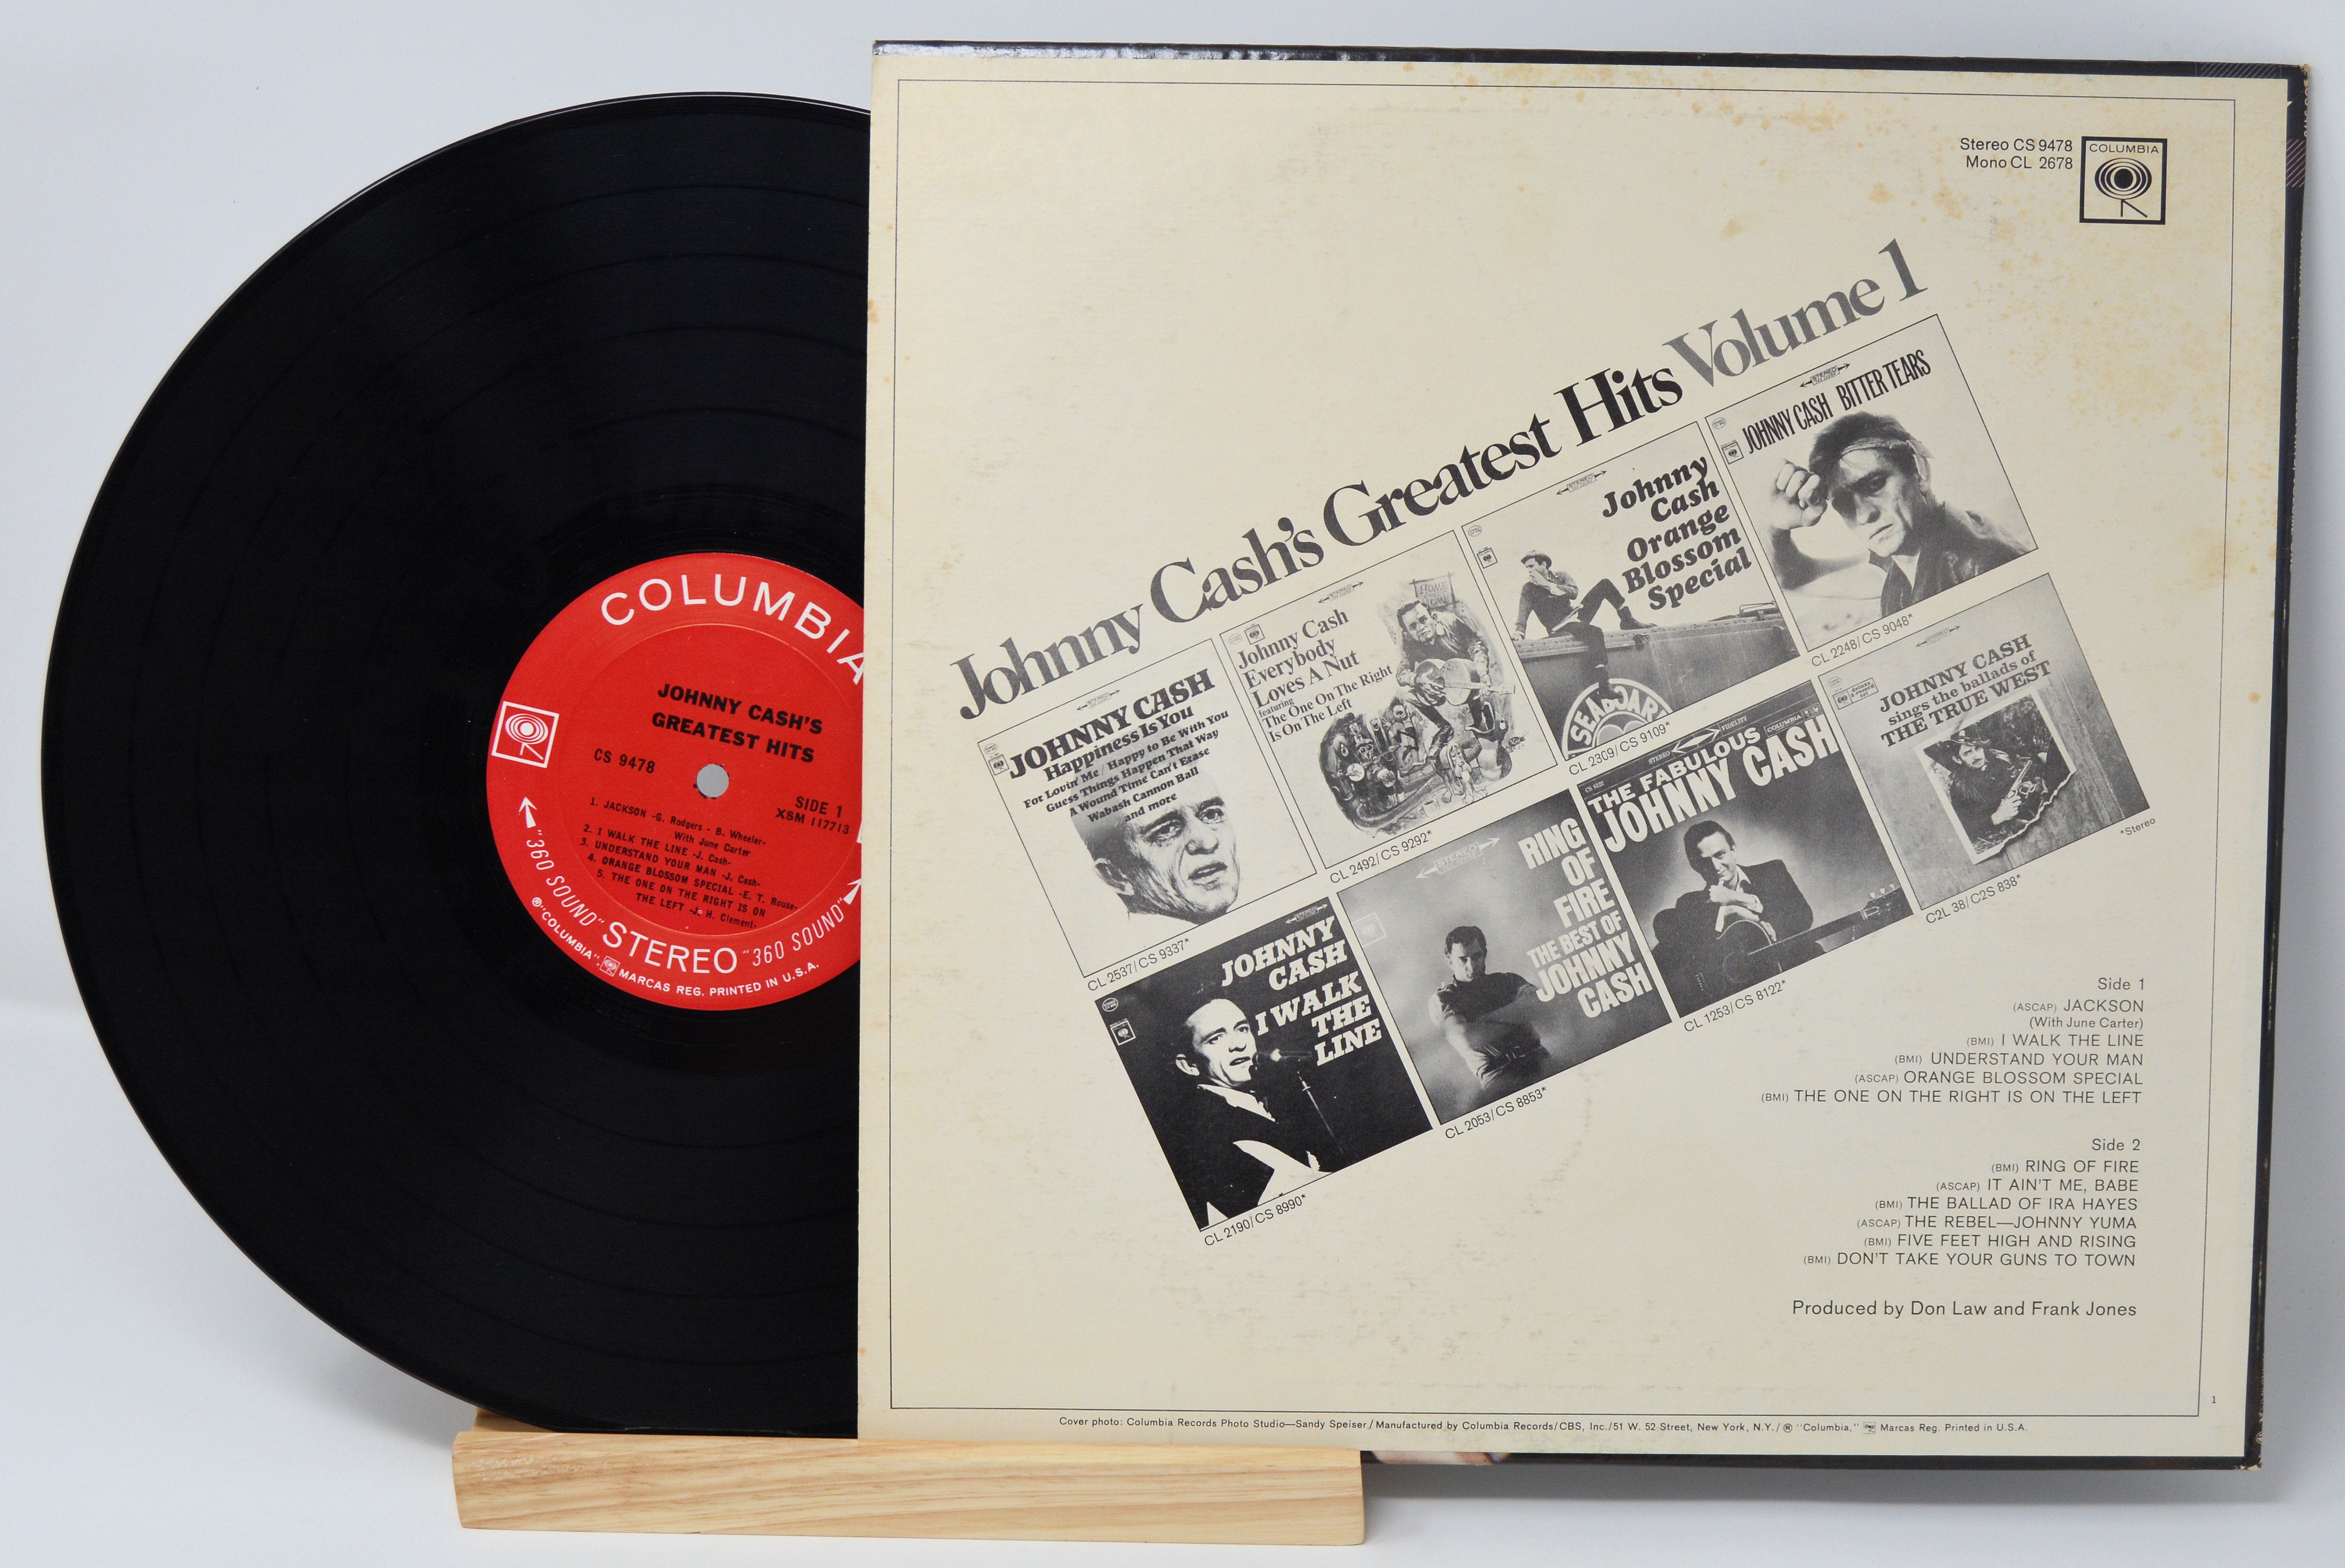 COLUMBIA
JOHNNY CASH'S
GREATEST HITS
CS 9478
SIDE 1
XSM 117713
1. JACKSON -G. Rodgers - B. Wheeler-
With June Carter
2. I WALK THE LINE -J. Cash-
3. UNDERSTAND YOUR MAN -J. Cash-
4. ORANGE BLOSSOM SPECIAL -E. T. Rouse-
5. THE ONE ON THE RIGHT IS ON
THE LEFT -J. H. Clement-
"360 SOUND" STEREO "360 SOUND"
®"COLUMBIA", MARCAS REG. PRINTED IN U.S.A.
Stereo CS 9478
Mono CL 2678
COLUMBIA
Johnny Cash's Greatest Hits Volume 1
STEREO
JOHNNY CASH
Happiness Is You
For Lovin' Me / Happy to Be With You
Guess Things Happen That Way
A Wound Time Can't Erase
Wabash Cannon Ball
and more
CL 2537/CS 9337*
STEREO
Johnny Cash
Everybody
Loves A Nut
featuring
The One On The Right
Is On The Left
HOME
CL 2492/CS 9292*
STEREO
Johnny
Cash
Orange
Blossom
Special
SEABOARD
CL 2309/CS 9109*
STEREO
JOHNNY CASH BITTER TEARS
CL 2248/CS 9048*
JOHNNY
CASH
I WALK
THE
LINE
CL 2190/CS 8990*
STEREO
RING
OF
FIRE
THE BEST OF
JOHNNY
CASH
CL 2053/CS 8853*
STEREO FIDELITY COLUMBIA
THE FABULOUS
JOHNNY CASH
CL 1253/CS 8122*
JOHNNY CASH
sings the ballads of
THE TRUE WEST
C2L 38/C2S 838*
*Stereo
Side 1
(ASCAP) JACKSON
(With June Carter)
(BMI) I WALK THE LINE
(BMI) UNDERSTAND YOUR MAN
(ASCAP) ORANGE BLOSSOM SPECIAL
(BMI) THE ONE ON THE RIGHT IS ON THE LEFT
Side 2
(BMI) RING OF FIRE
(ASCAP) IT AIN'T ME, BABE
(BMI) THE BALLAD OF IRA HAYES
(ASCAP) THE REBEL—JOHNNY YUMA
(BMI) FIVE FEET HIGH AND RISING
(BMI) DON'T TAKE YOUR GUNS TO TOWN
Produced by Don Law and Frank Jones
1
Cover photo: Columbia Records Photo Studio—Sandy Speiser/Manufactured by Columbia Records/CBS, Inc./51 W. 52 Street, New York, N.Y./® "Columbia," Marcas Reg. Printed in U.S.A.